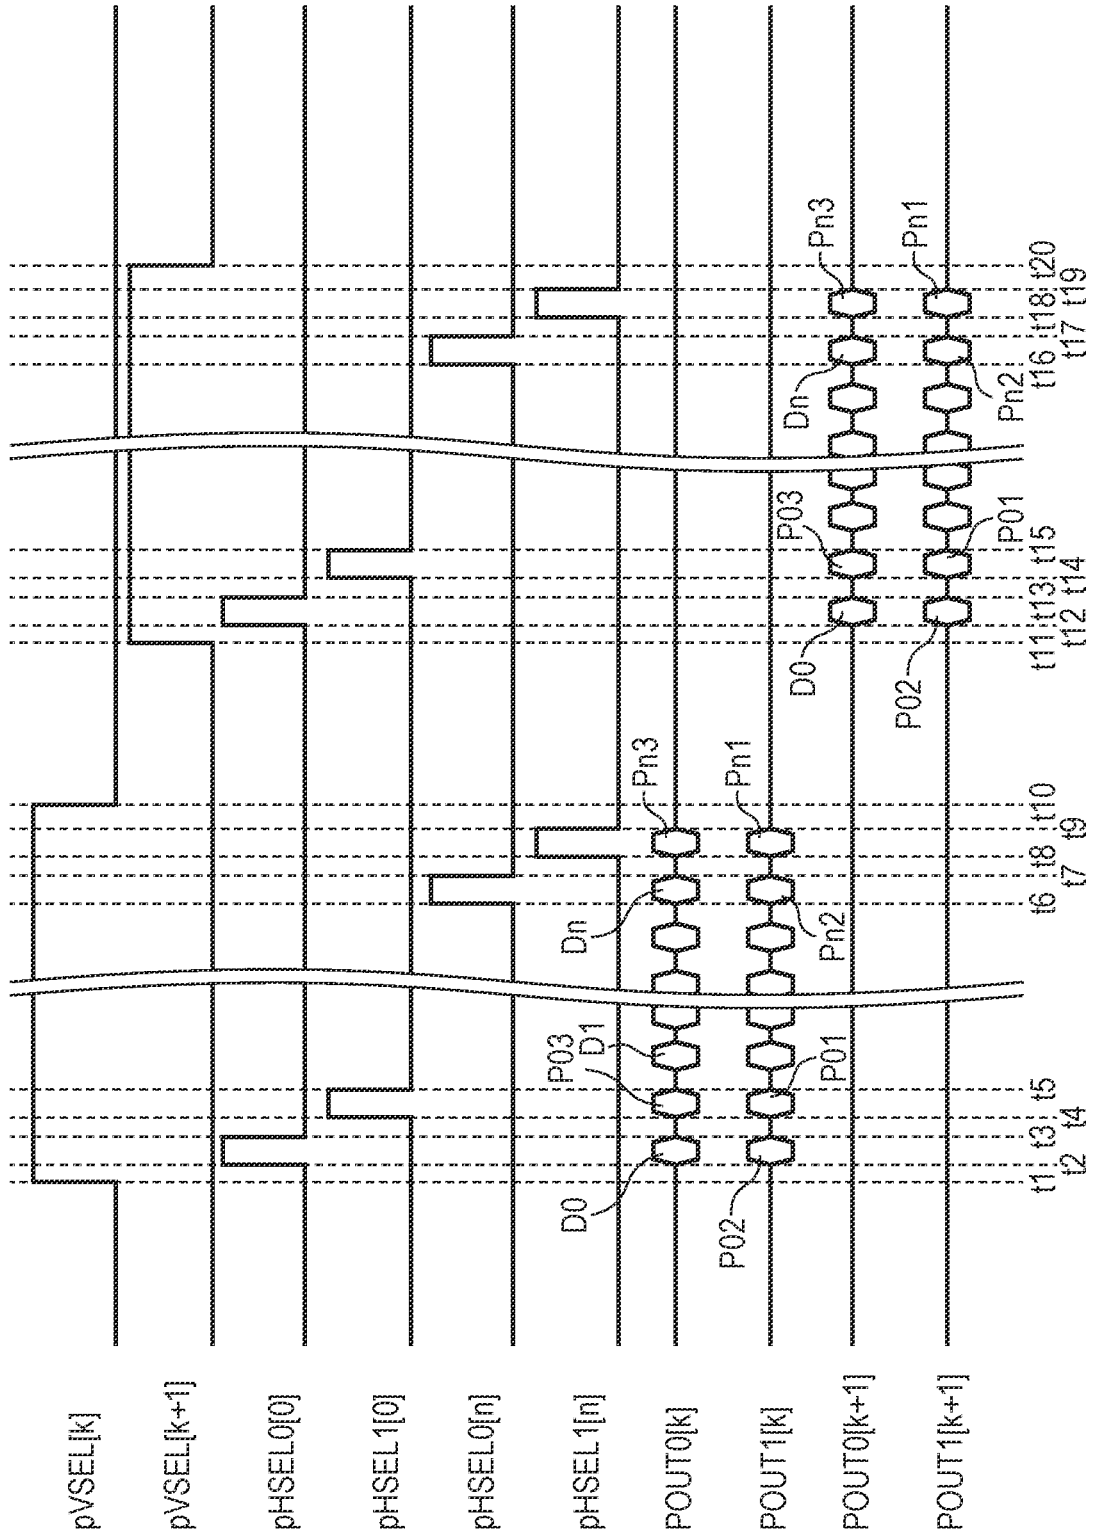 pVSEL[k]
pVSEL[k+1]
pHSEL0[0]
pHSEL1[0]
pHSEL0[n]
pHSEL1[n]
POUT0[k]
D0
P03
D1
Dn
Pn3
POUT1[k]
P02
P01
Pn2
Pn1
POUT0[k+1]
D0
P03
Dn
Pn3
POUT1[k+1]
P02
P01
Pn2
Pn1
t1 t3 t5 t6 t8 t10 t11 t13 t15 t16 t18 t20
t2 t4 t7 t9 t12 t14 t17 t19